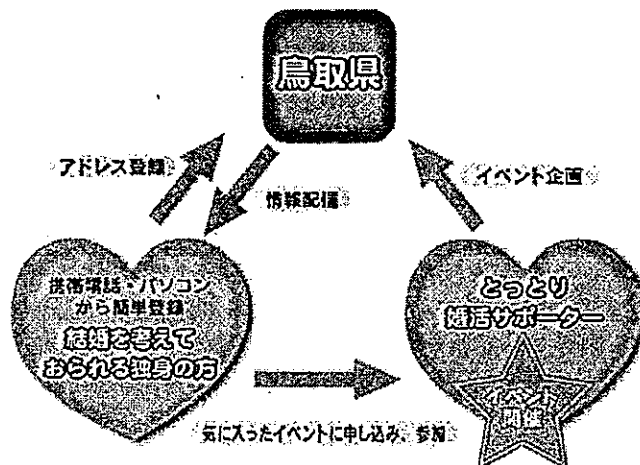 鳥取県
アドレス登録
情報配信
イベント企画
携帯電話・パソコン
から簡単登録
結婚を考えて
おられる独身の方
とっとり
婚活サポーター
イベント
開催
気に入ったイベントに申し込み、参加